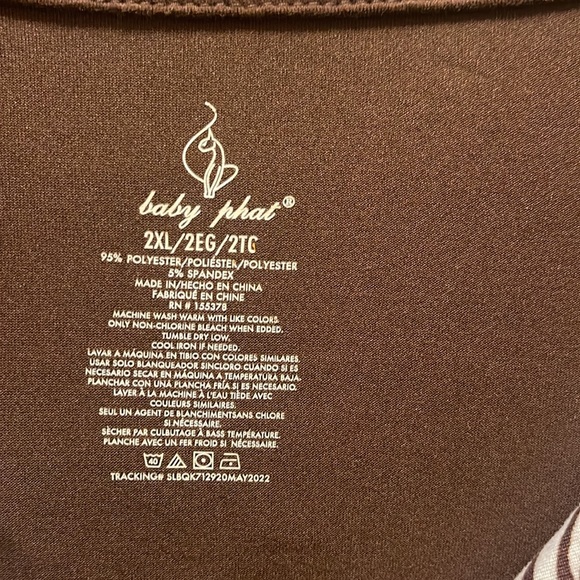 baby phat®
2XL/2EG/2TG
95% POLYESTER/POLIÉSTER/POLYESTER
5% SPANDEX
MADE IN/HECHO EN CHINA
FABRIQUÉ EN CHINE
RN # 155378
MACHINE WASH WARM WITH LIKE COLORS.
ONLY NON-CHLORINE BLEACH WHEN EDDED.
TUMBLE DRY LOW.
COOL IRON IF NEEDED.
LAVAR A MÁQUINA EN TIBIO CON COLORES SIMILARES.
USAR SOLO BLANQUEADOR SINCLORO CUANDO SI ES
NECESARIO SECAR EN MÁQUINA A TEMPERATURA BAJA.
PLANCHAR CON UNA PLANCHA FRÍA SI ES NECESARIO.
LAVER À LA MACHINE À L'EAU TIÈDE AVEC
COULEURS SIMILAIRES.
SEUL UN AGENT DE BLANCHIMENTSANS CHLORE
SI NÉCESSAIRE.
SÈCHER PAR CULBUTAGE À BASS TEMPÉRATURE.
PLANCHE AVEC UN FER FROID SI NÉCESSAIRE.
40
TRACKING# SLBQK712920MAY2022